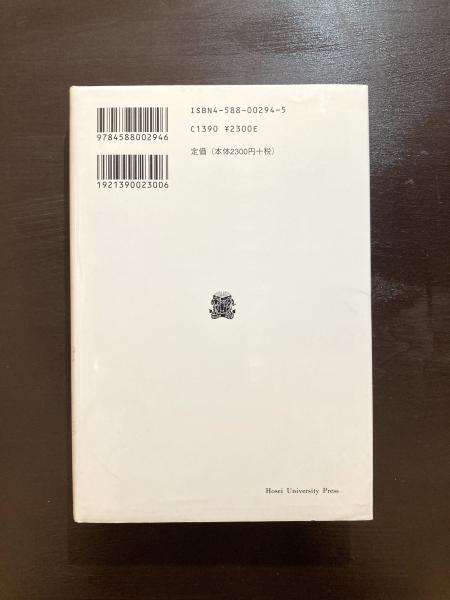 ISBN4-588-00294-5
9784588002946
C1390 ¥2300E
定価（本体2300円＋税）
1921390023006
Hosei University Press